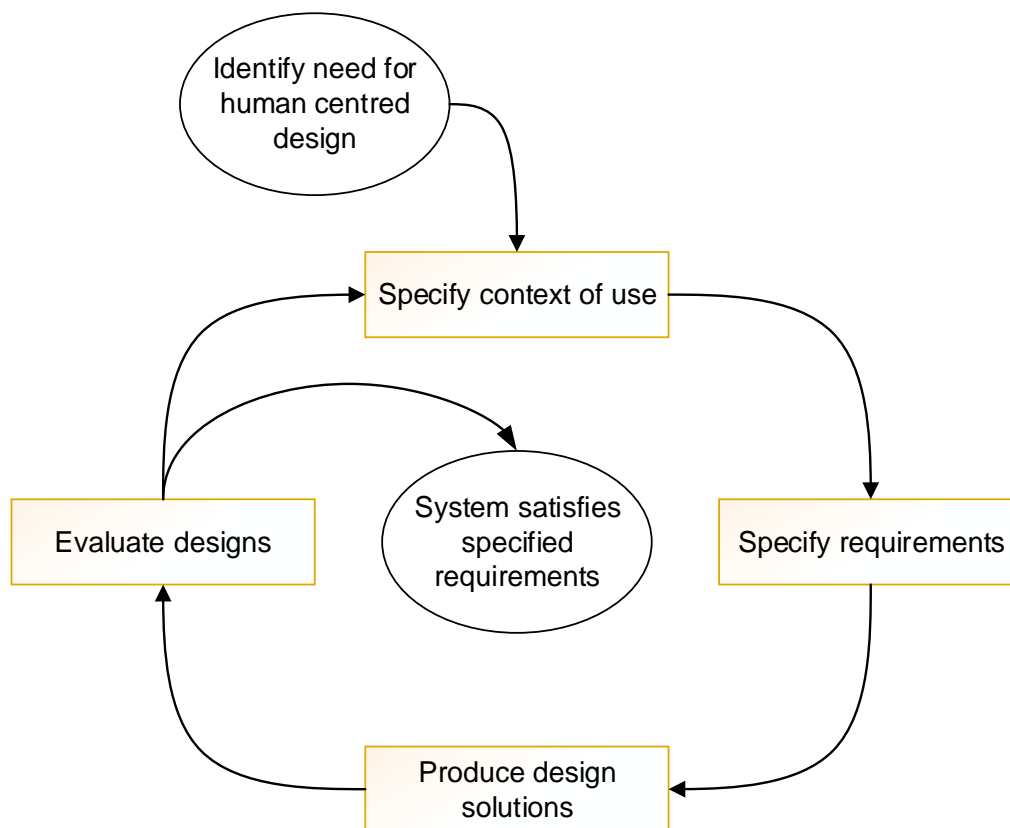 Identify need for
human centred
design
Specify context of use
Evaluate designs
System satisfies
specified
requirements
Specify requirements
Produce design
solutions